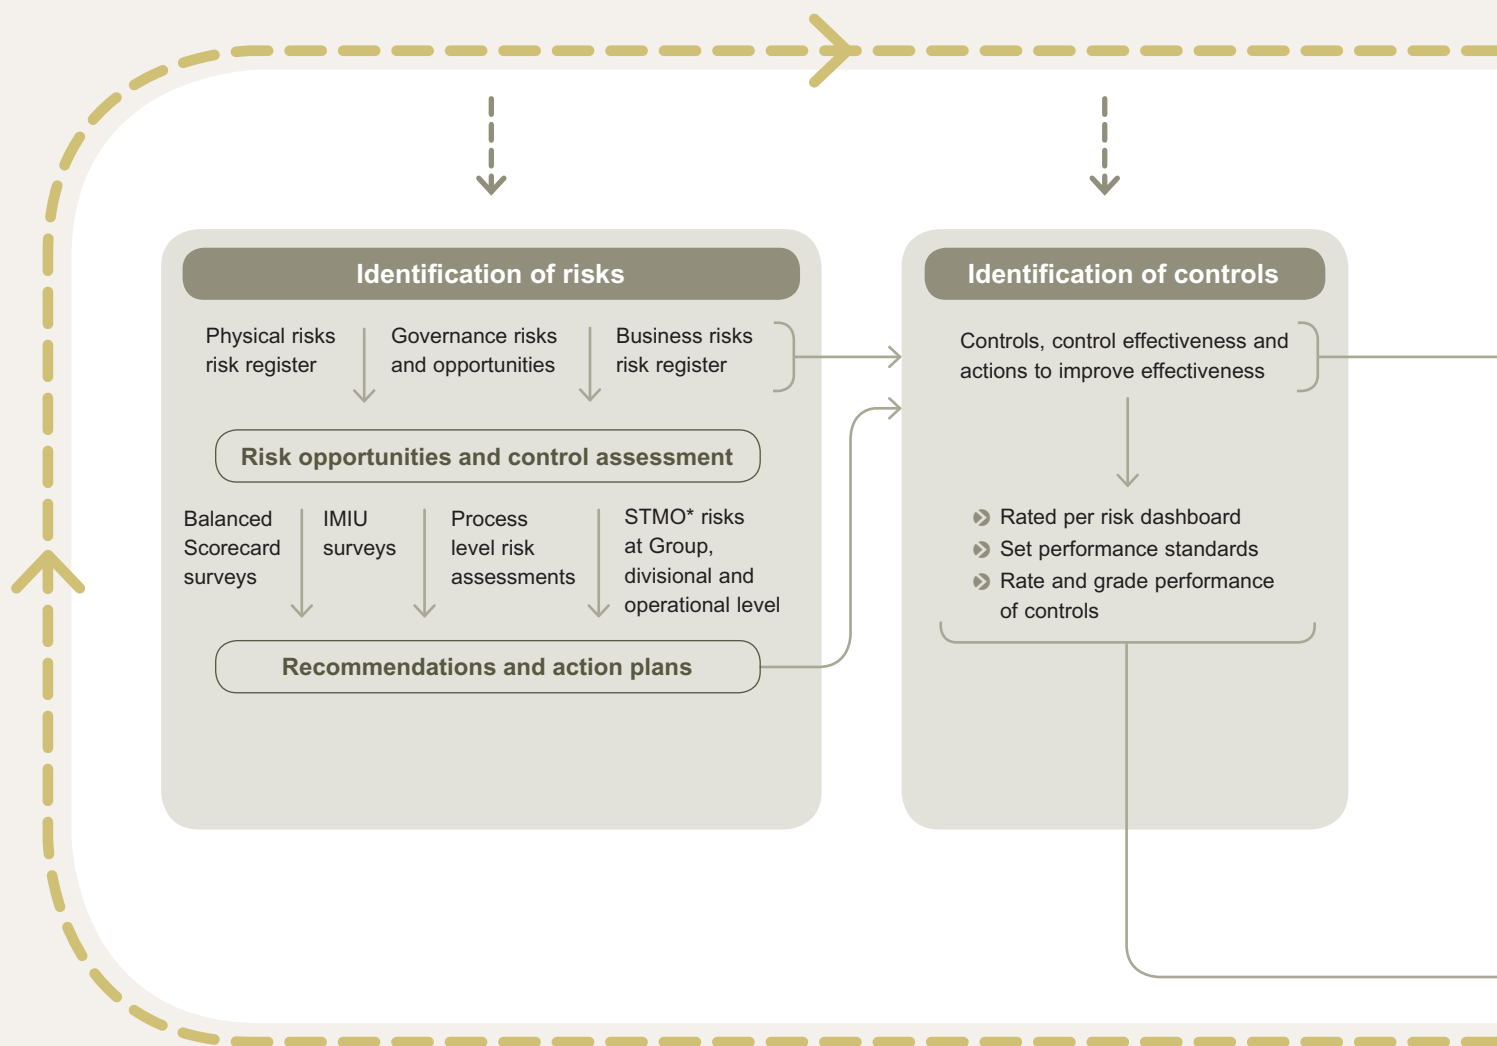 Identification of risks
Physical risks
risk register
Governance risks
and opportunities
Business risks
risk register
Risk opportunities and control assessment
Balanced
Scorecard
surveys
IMIU
surveys
Process
level risk
assessments
STMO* risks
at Group,
divisional and
operational level
Recommendations and action plans
Identification of controls
Controls, control effectiveness and
actions to improve effectiveness
Rated per risk dashboard
Set performance standards
Rate and grade performance
of controls